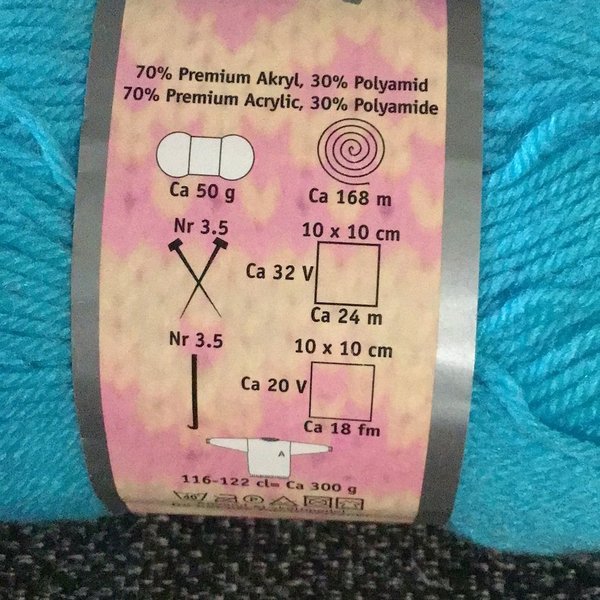 70% Premium Akryl, 30% Polyamid
70% Premium Acrylic, 30% Polyamide
Ca 50 g
Ca 168 m
Nr 3.5
10 x 10 cm
Ca 32 V
Ca 24 m
Nr 3.5
10 x 10 cm
Ca 20 V
Ca 18 fm
A
116-122 cl= Ca 300 g
40°
P